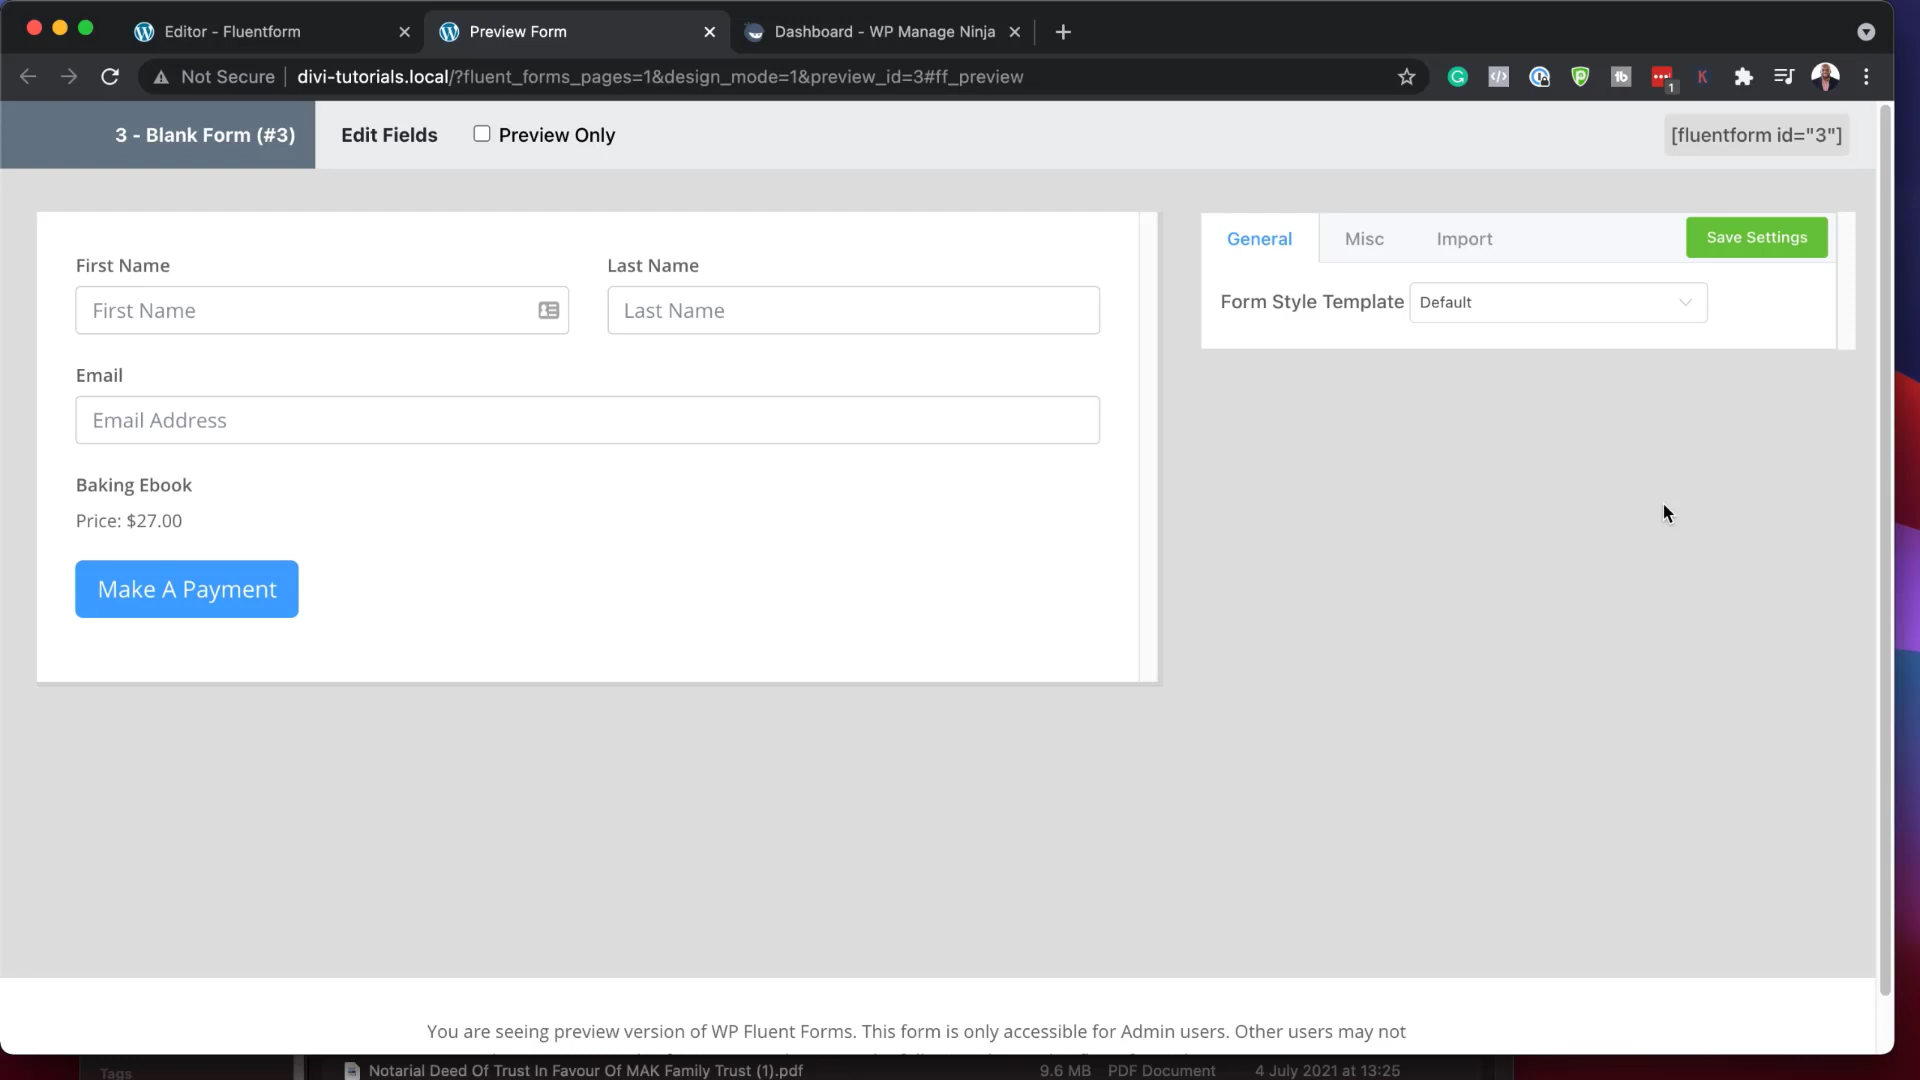 Editor - Fluentform
Preview Form
Dashboard - WP Manage Ninja
Not Secure
divi-tutorials.local/?fluent_forms_pages=1&design_mode=1&preview_id=3#ff_preview
1
3 - Blank Form (#3)
Edit Fields
Preview Only
[fluentform id="3"]
First Name
Last Name
First Name
Last Name
Email
Email Address
Baking Ebook
Price: $27.00
Make A Payment
General
Misc
Import
Save Settings
Form Style Template
Default
You are seeing preview version of WP Fluent Forms. This form is only accessible for Admin users. Other users may not
Tags
Notarial Deed Of Trust In Favour Of MAK Family Trust (1).pdf
9.6 MB
PDF Document
4 July 2021 at 13:25